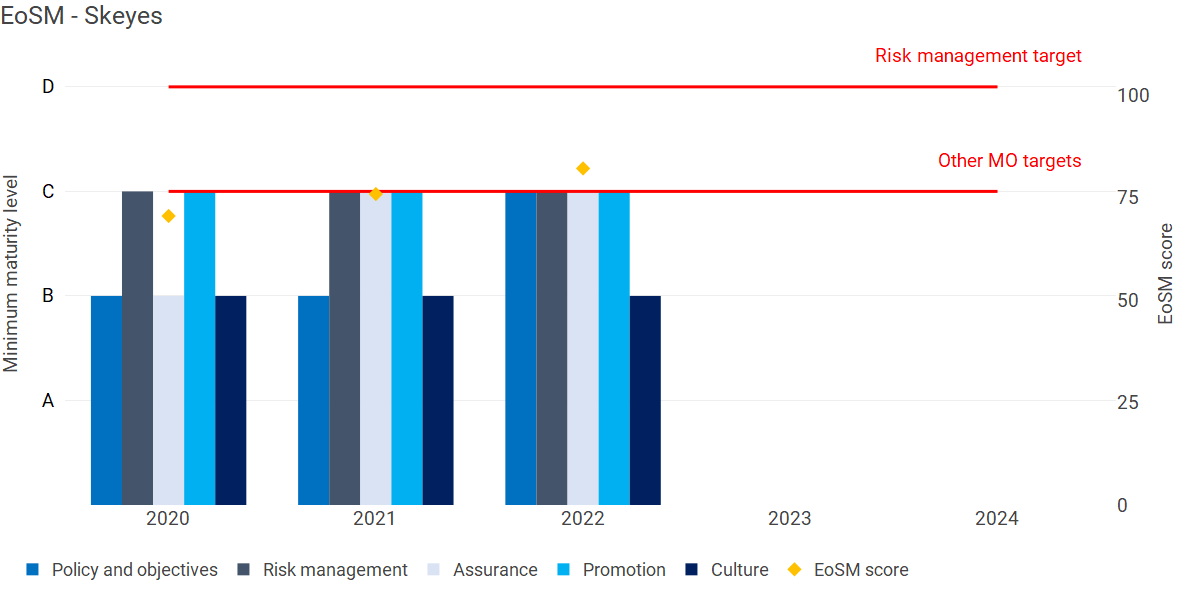 EoSM - Skeyes
Risk management target
D
100
Other MO targets
C
75
Minimum maturity level
EoSM score
B
50
A
25
0
2020 2021 2022 2023 2024
Policy and objectives Risk management Assurance Promotion Culture EoSM score